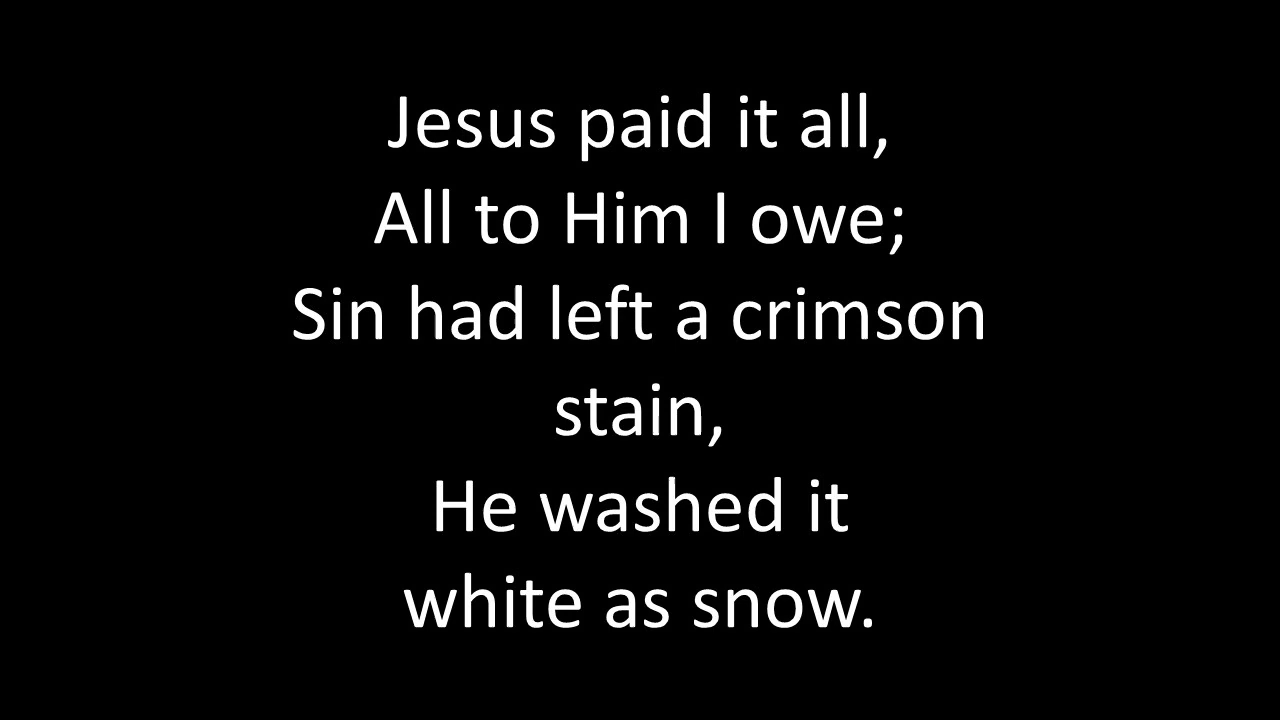 Jesus paid it all,
All to Him I owe;
Sin had left a crimson
stain,
He washed it
white as snow.